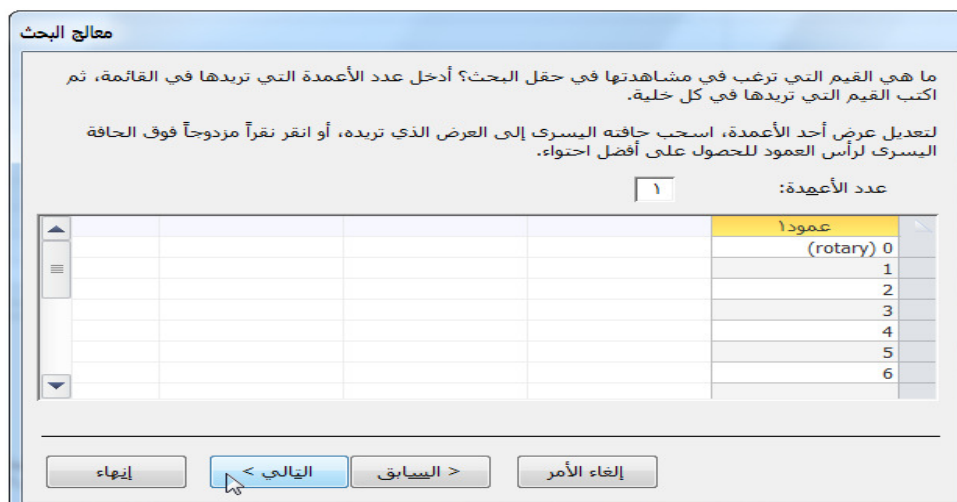 معالج البحث
ما هي القيم التي ترغب في مشاهدتها في حقل البحث؟ أدخل عدد الأعمدة التي تريدها في القائمة، ثم
اكتب القيم التي تريدها في كل خلية.
لتعديل عرض أحد الأعمدة، اسحب حافته اليسرى إلى العرض الذي تريده، أو انقر نقراً مزدوجاً فوق الحافة
اليسرى لرأس العمود للحصول على أفضل احتواء.
عدد الأعمدة: ١
عمود١
0 (rotary)
1
2
3
4
5
6
إلغاء الأمر < السابق التالي > إنهاء